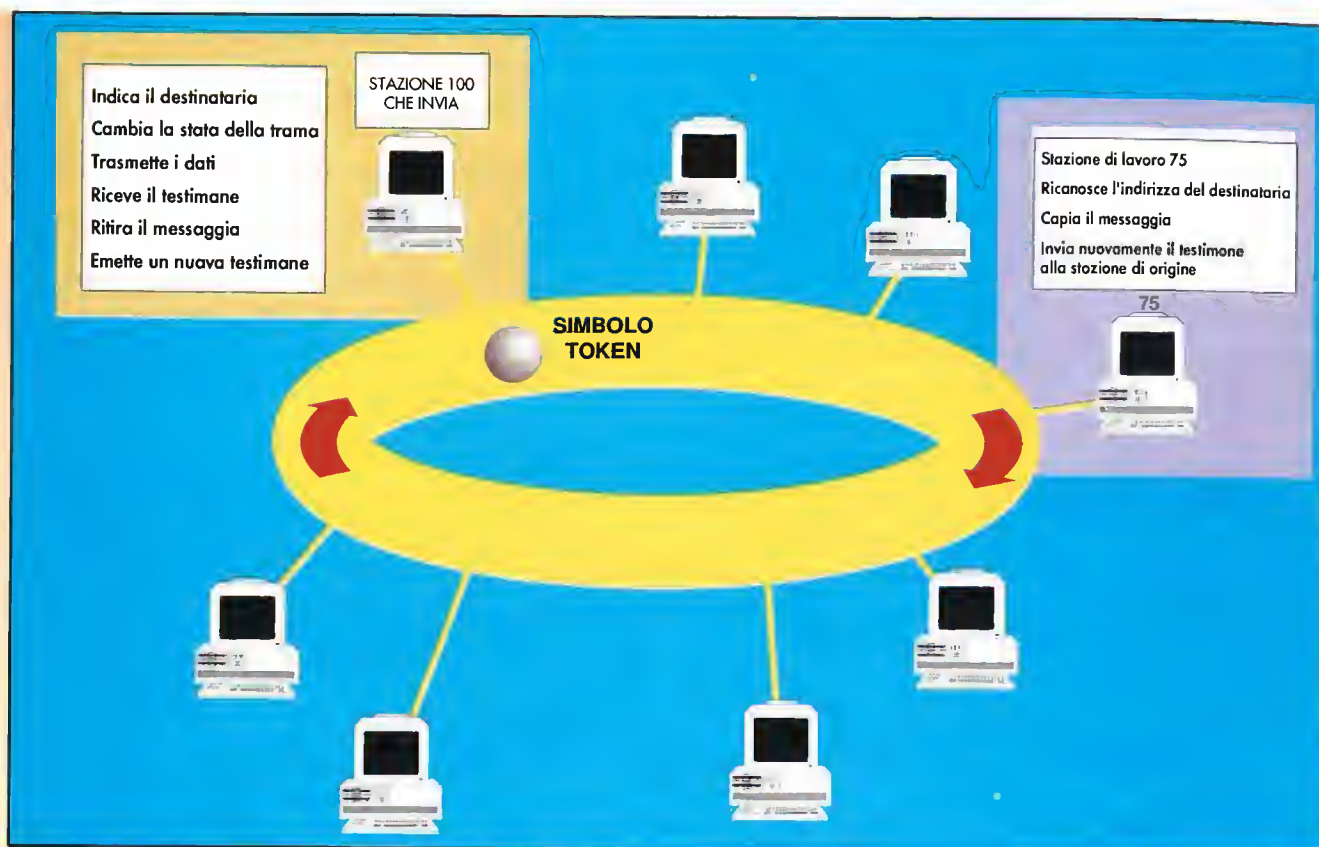 Indica il destinataria
Cambia la stata della trama
Trasmette i dati
Riceve il testimane
Ritira il messaggia
Emette un nuava testimane
STAZIONE 100
CHE INVIA
SIMBOLO
TOKEN
Stazione di lavoro 75
Ricanosce l'indirizza del destinataria
Capia il messaggia
Invia nuovamente il testimone
alla stozione di origine
75